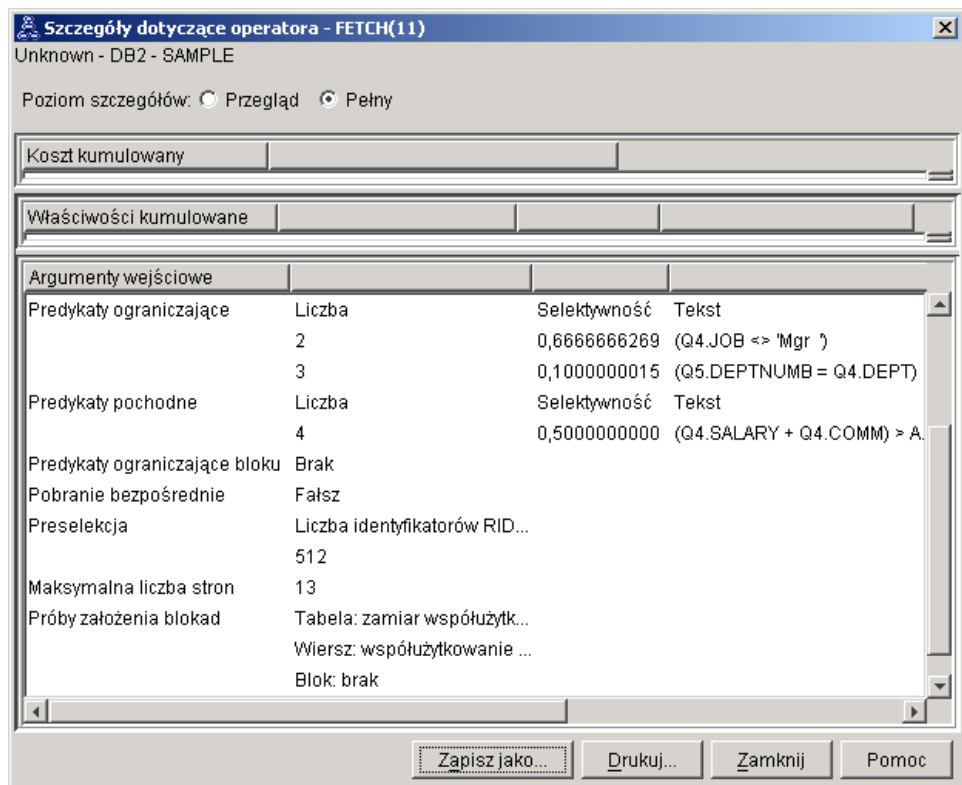 Szczegóły dotyczące operatora - FETCH(11)
Unknown - DB2 - SAMPLE
Poziom szczegółów: Przegląd Pełny
Koszt kumulowany
Właściwości kumulowane
Argumenty wejściowe
Predykaty ograniczające Liczba Selektywność Tekst
2 0,6666666269 (Q4.JOB <> 'Mgr ')
3 0,1000000015 (Q5.DEPTNUMB = Q4.DEPT)
Predykaty pochodne Liczba Selektywność Tekst
4 0,5000000000 (Q4.SALARY + Q4.COMM) > A.
Predykaty ograniczające bloku Brak
Pobranie bezpośrednie Fałsz
Preselekcja Liczba identyfikatorów RID...
512
Maksymalna liczba stron 13
Próby założenia blokad Tabela: zamiar współużytk...
Wiersz: współużytkowanie ...
Blok: brak
Zapisz jako... Drukuj... Zamknij Pomoc